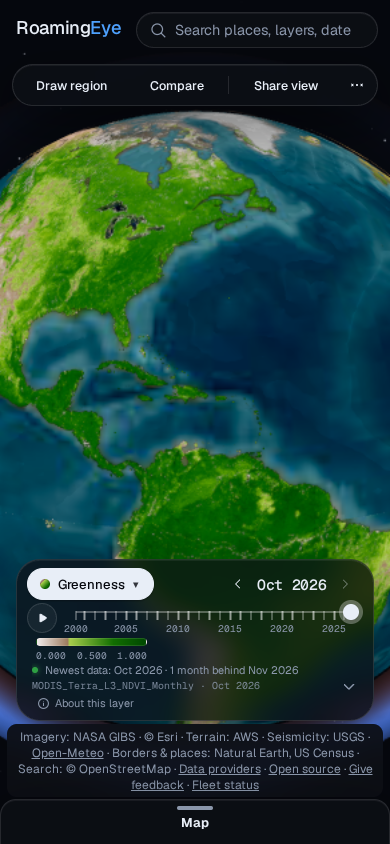 RoamingEye
Search places, layers, date
Draw region Compare Share view ...
Greenness ▾ Oct 2026
2000 2005 2010 2015 2020 2025
0.000 0.500 1.000
Newest data: Oct 2026 · 1 month behind Nov 2026
MODIS_Terra_L3_NDVI_Monthly · Oct 2026
About this layer
Imagery: NASA GIBS · © Esri · Terrain: AWS · Seismicity: USGS ·
Open-Meteo · Borders & places: Natural Earth, US Census ·
Search: © OpenStreetMap · Data providers · Open source · Give
feedback · Fleet status
Map